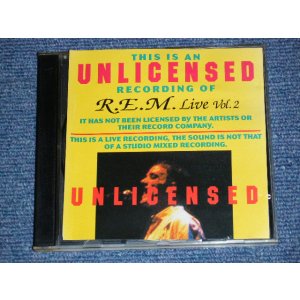 THIS IS AN
UNLICENSED
RECORDING OF
R.E.M. Live Vol. 2
IT HAS NOT BEEN LICENSED BY THE ARTISTS OR
THEIR RECORD COMPANY.
THIS IS A LIVE RECORDING, THE SOUND IS NOT THAT
OF A STUDIO MIXED RECORDING.
UNLICENSED